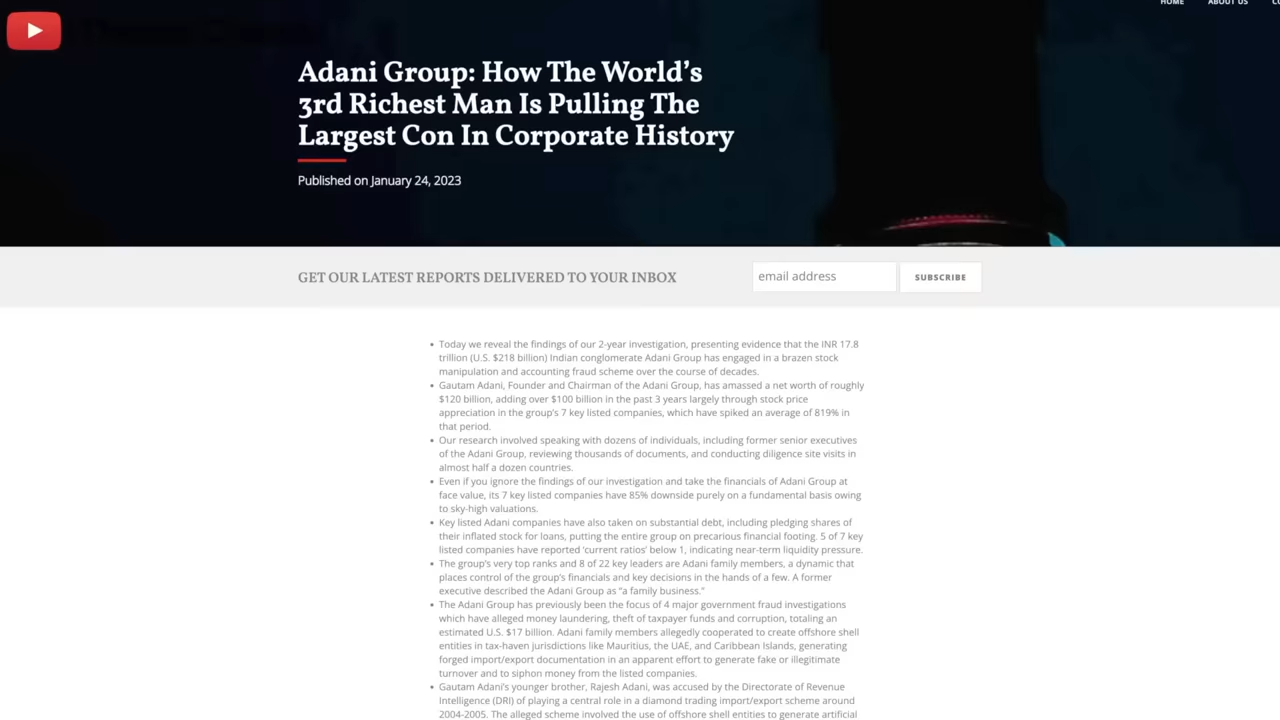 HOME ABOUT US
Adani Group: How The World's
3rd Richest Man Is Pulling The
Largest Con In Corporate History
Published on January 24, 2023
GET OUR LATEST REPORTS DELIVERED TO YOUR INBOX
email address
SUBSCRIBE
• Today we reveal the findings of our 2-year investigation, presenting evidence that the INR 17.8
trillion (U.S. $218 billion) Indian conglomerate Adani Group has engaged in a brazen stock
manipulation and accounting fraud scheme over the course of decades.
• Gautam Adani, Founder and Chairman of the Adani Group, has amassed a net worth of roughly
$120 billion, adding over $100 billion in the past 3 years largely through stock price
appreciation in the group's 7 key listed companies, which have spiked an average of 819% in
that period.
• Our research involved speaking with dozens of individuals, including former senior executives
of the Adani Group, reviewing thousands of documents, and conducting diligence site visits in
almost half a dozen countries.
• Even if you ignore the findings of our investigation and take the financials of Adani Group at
face value, its 7 key listed companies have 85% downside purely on a fundamental basis owing
to sky-high valuations.
• Key listed Adani companies have also taken on substantial debt, including pledging shares of
their inflated stock for loans, putting the entire group on precarious financial footing. 5 of 7 key
listed companies have reported 'current ratios' below 1, indicating near-term liquidity pressure.
• The group's very top ranks and 8 of 22 key leaders are Adani family members, a dynamic that
places control of the group's financials and key decisions in the hands of a few. A former
executive described the Adani Group as "a family business."
• The Adani Group has previously been the focus of 4 major government fraud investigations
which have alleged money laundering, theft of taxpayer funds and corruption, totaling an
estimated U.S. $17 billion. Adani family members allegedly cooperated to create offshore shell
entities in tax-haven jurisdictions like Mauritius, the UAE, and Caribbean Islands, generating
forged import/export documentation in an apparent effort to generate fake or illegitimate
turnover and to siphon money from the listed companies.
• Gautam Adani's younger brother, Rajesh Adani, was accused by the Directorate of Revenue
Intelligence (DRI) of playing a central role in a diamond trading import/export scheme around
2004-2005. The alleged scheme involved the use of offshore shell entities to generate artificial